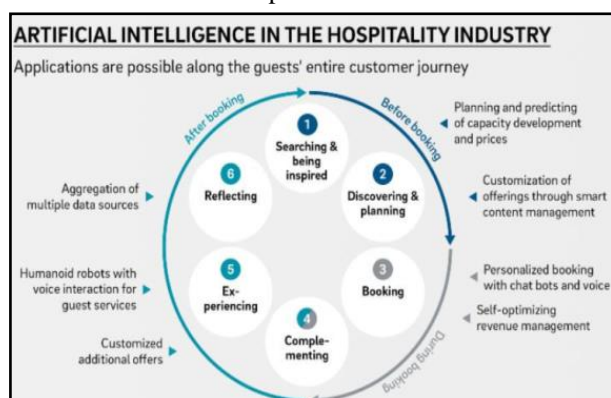 ARTIFICIAL INTELLIGENCE IN THE HOSPITALITY INDUSTRY
Applications are possible along the guests' entire customer journey
After booking
Before booking
1
Searching &
being
inspired
Planning and predicting
of capacity development
and prices
6
Reflecting
2
Discovering &
planning
Aggregation of
multiple data sources
Customization of
offerings through smart
content management
5
Ex-
periencing
3
Booking
Humanoid robots with
voice interaction for
guest services
Personalized booking
with chat bots and voice
Self-optimizing
revenue management
4
Comple-
menting
Customized
additional offers
During booking